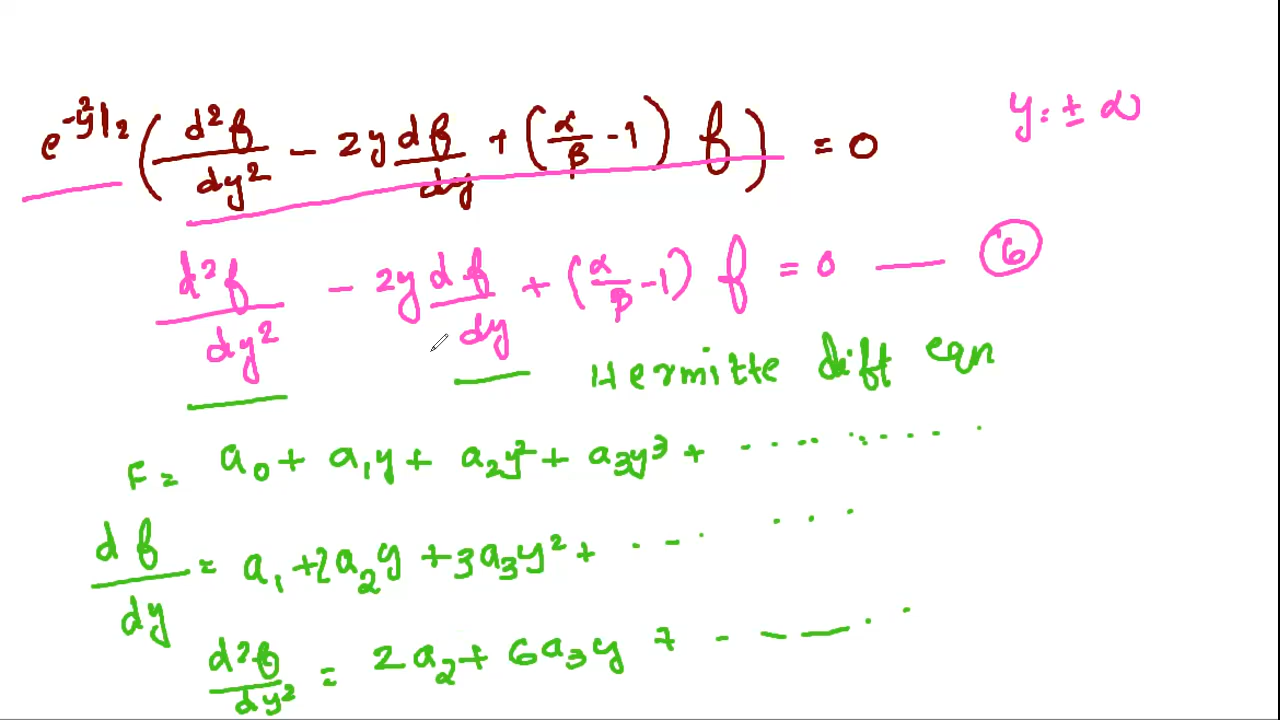 e^{-y²/2} ( d²f/dy² − 2y df/dy + (α/β − 1) f ) = 0    y = ± ∞
d²f/dy² − 2y df/dy + (α/β − 1) f = 0 —— ⑥
Hermitte diff eqn
F = a₀ + a₁y + a₂y² + a₃y³ + ..........
df/dy = a₁ + 2a₂y + 3a₃y² + ·−· ...
d²f/dy² = 2a₂ + 6a₃y + - – — . .